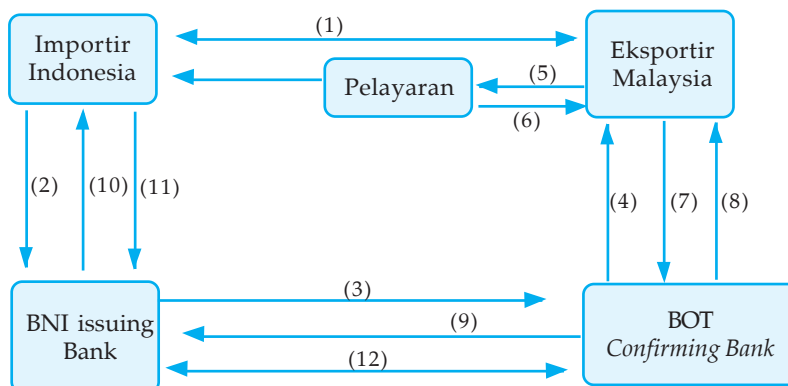 (1)
Importir
Indonesia
Eksportir
Malaysia
Pelayaran
(5)
(6)
(2)
(10)
(11)
(4)
(7)
(8)
(3)
BNI issuing
Bank
(9)
BOT
Confirming Bank
(12)